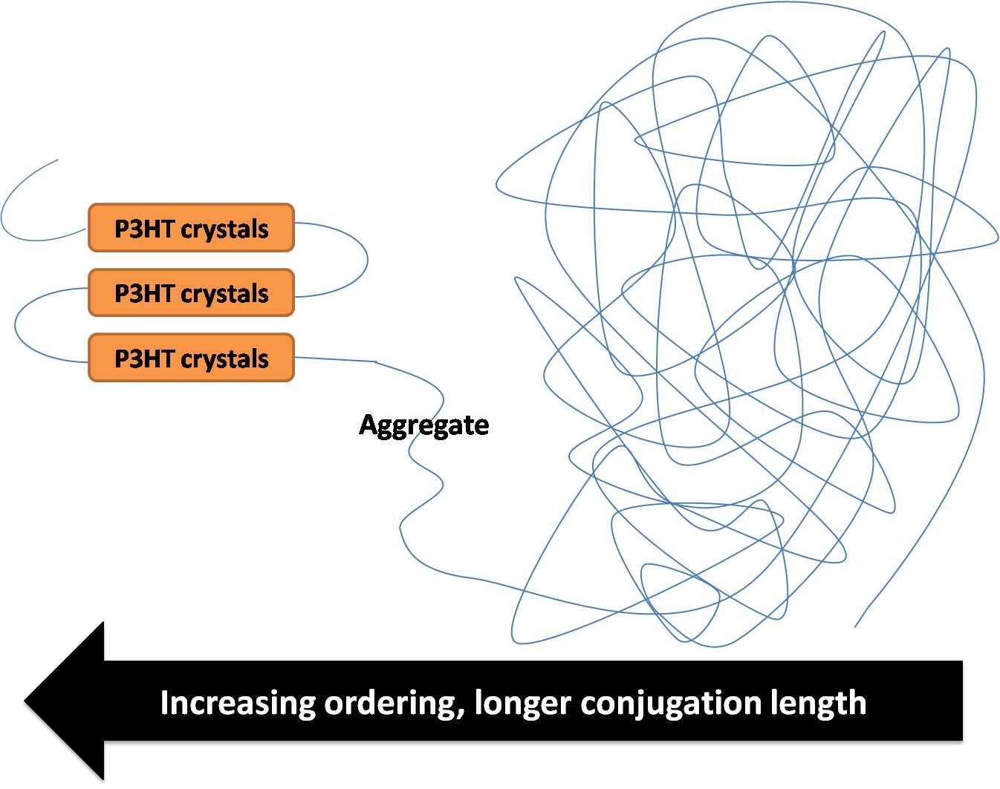 P3HT crystals
P3HT crystals
P3HT crystals
Aggregate
Increasing ordering, longer conjugation length